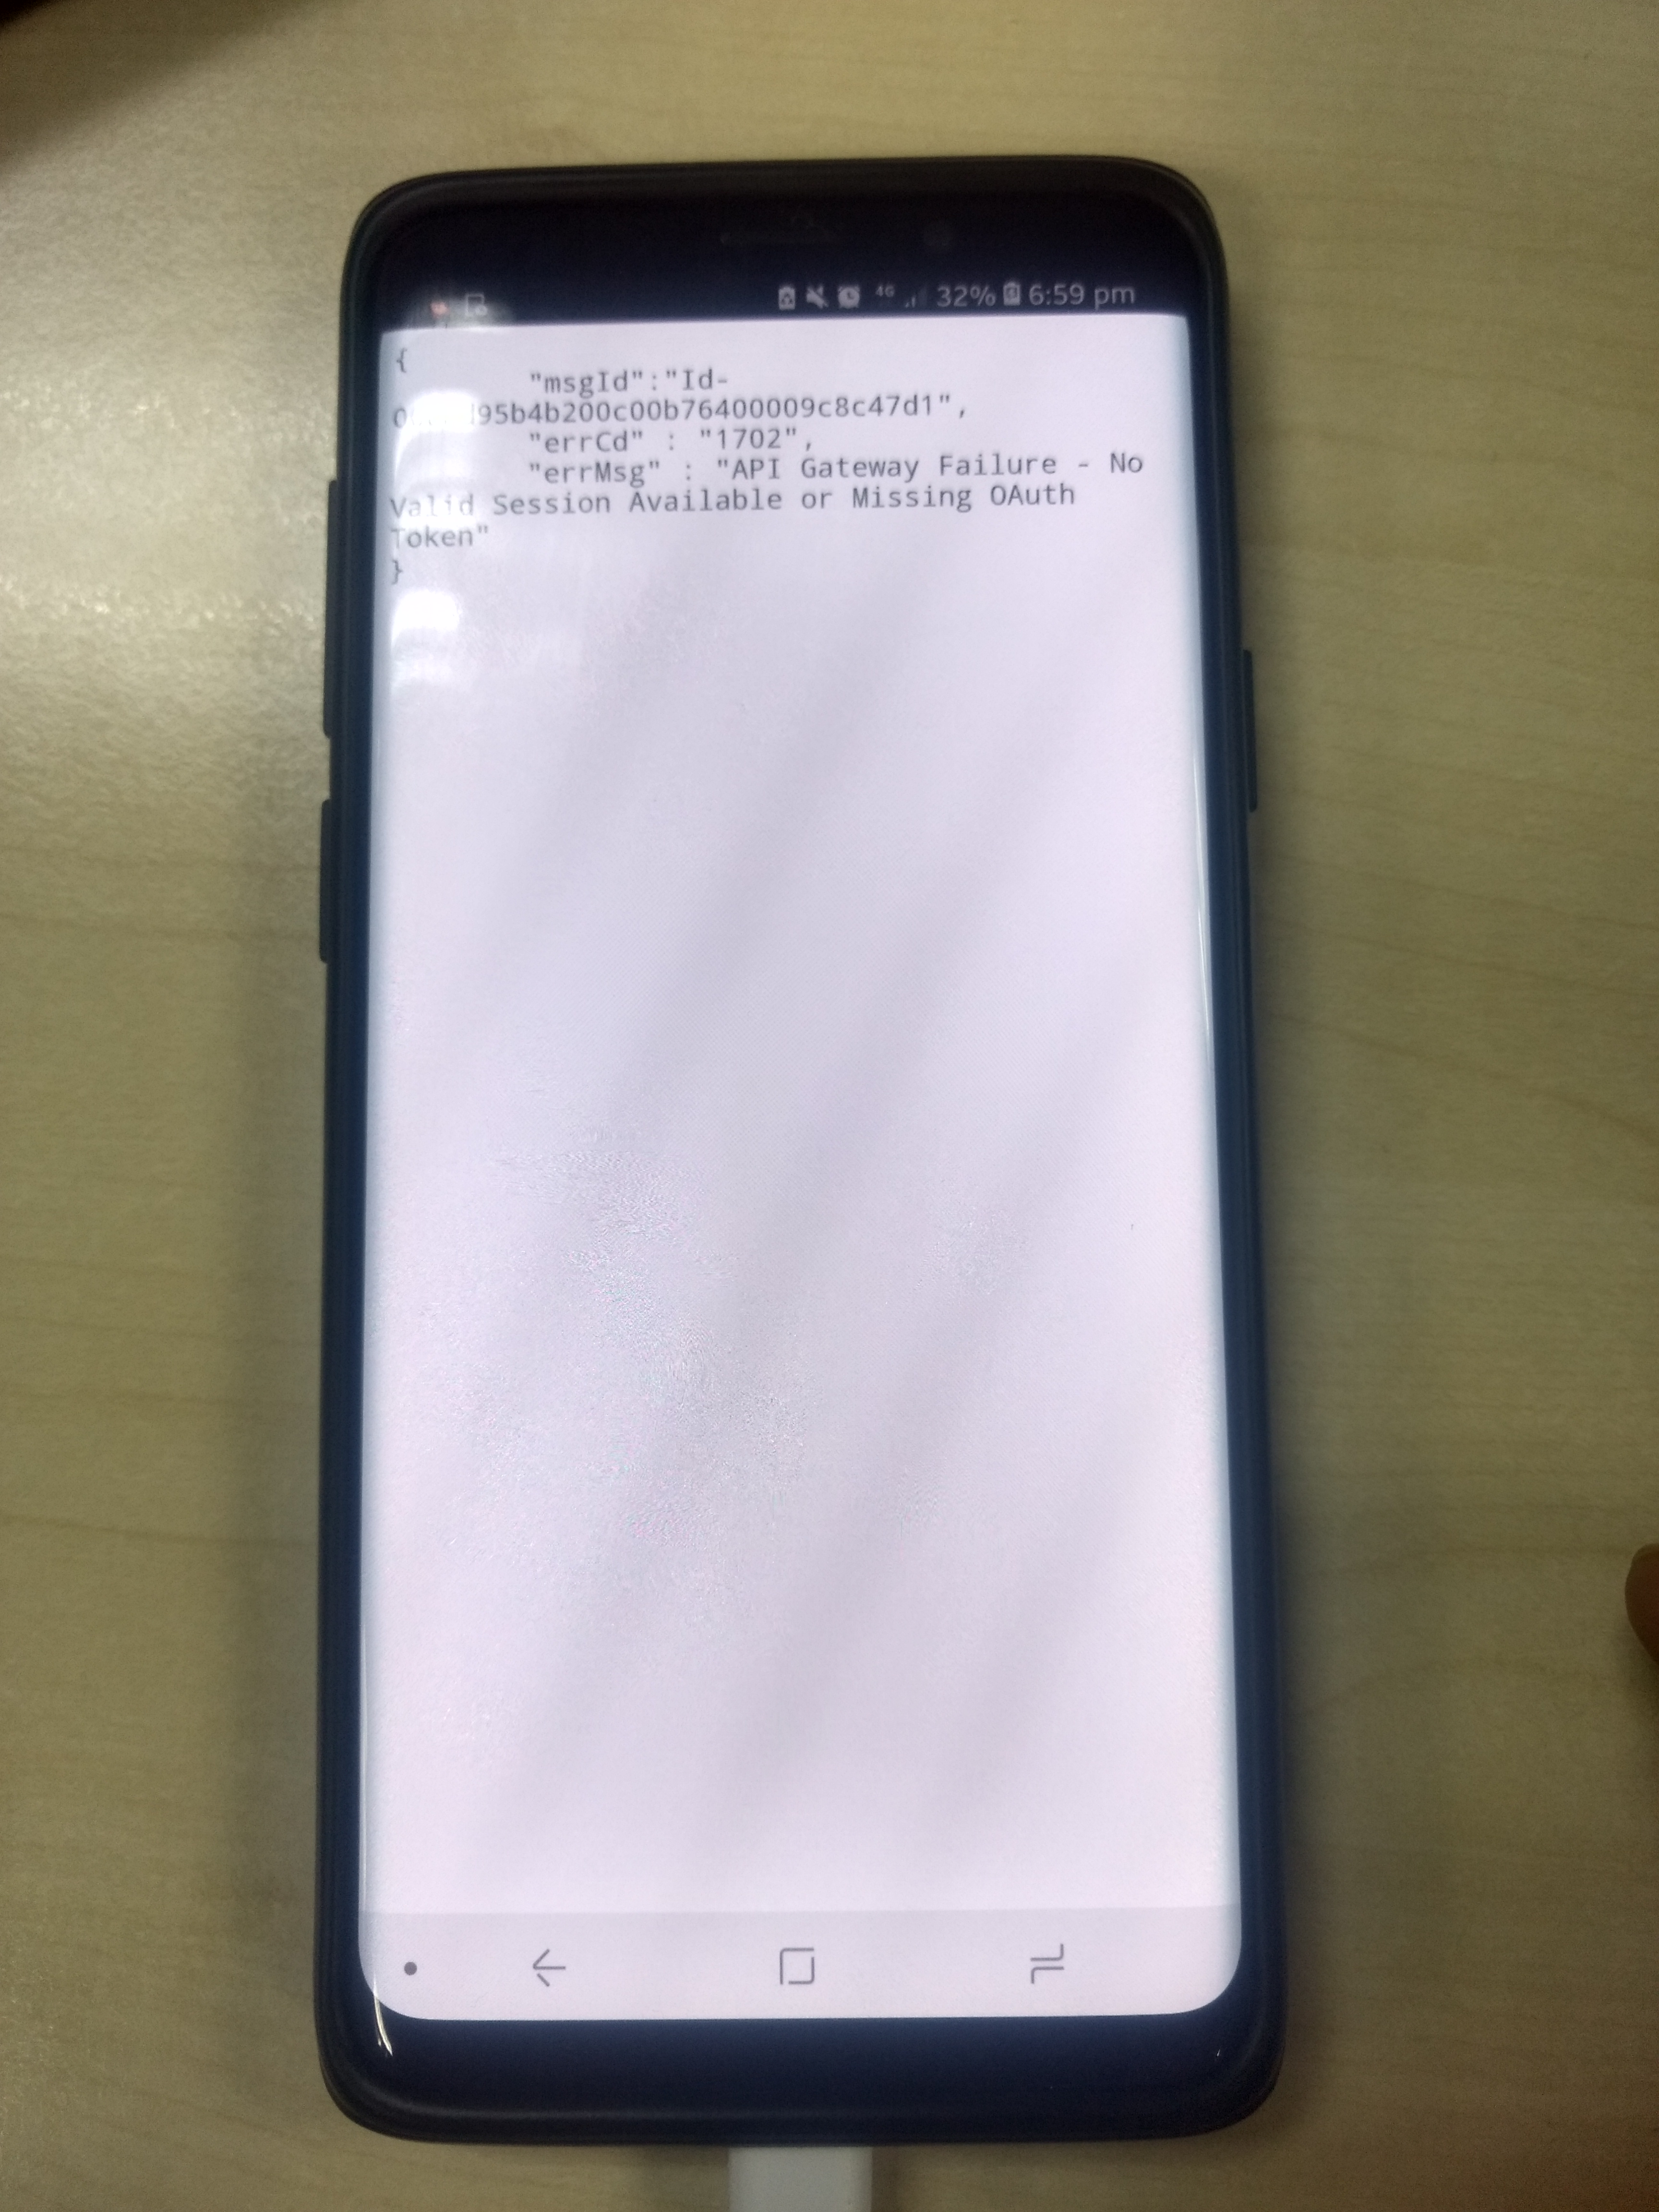 4G 32% 6:59 pm
{
"msgId":"Id-
"errCd" : "1702",
"errMsg" : "API Gateway Failure - No
Valid Session Available or Missing OAuth
Token"
}